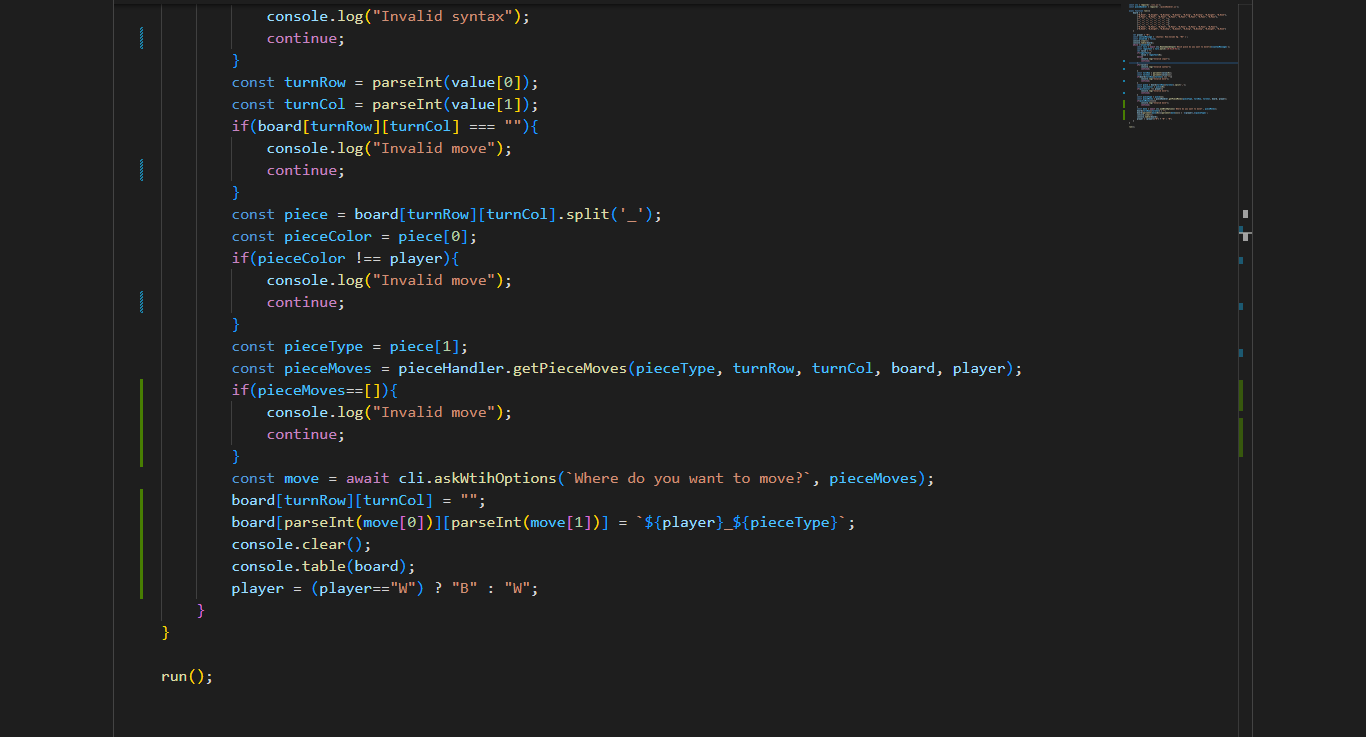 console.log("Invalid syntax");
continue;
}
const turnRow = parseInt(value[0]);
const turnCol = parseInt(value[1]);
if(board[turnRow][turnCol] === ""){
console.log("Invalid move");
continue;
}
const piece = board[turnRow][turnCol].split('_');
const pieceColor = piece[0];
if(pieceColor !== player){
console.log("Invalid move");
continue;
}
const pieceType = piece[1];
const pieceMoves = pieceHandler.getPieceMoves(pieceType, turnRow, turnCol, board, player);
if(pieceMoves==[]){
console.log("Invalid move");
continue;
}
const move = await cli.askWtihOptions(`Where do you want to move?`, pieceMoves);
board[turnRow][turnCol] = "";
board[parseInt(move[0])][parseInt(move[1])] = `${player}_${pieceType}`;
console.clear();
console.table(board);
player = (player=="W") ? "B" : "W";
}
}
run();